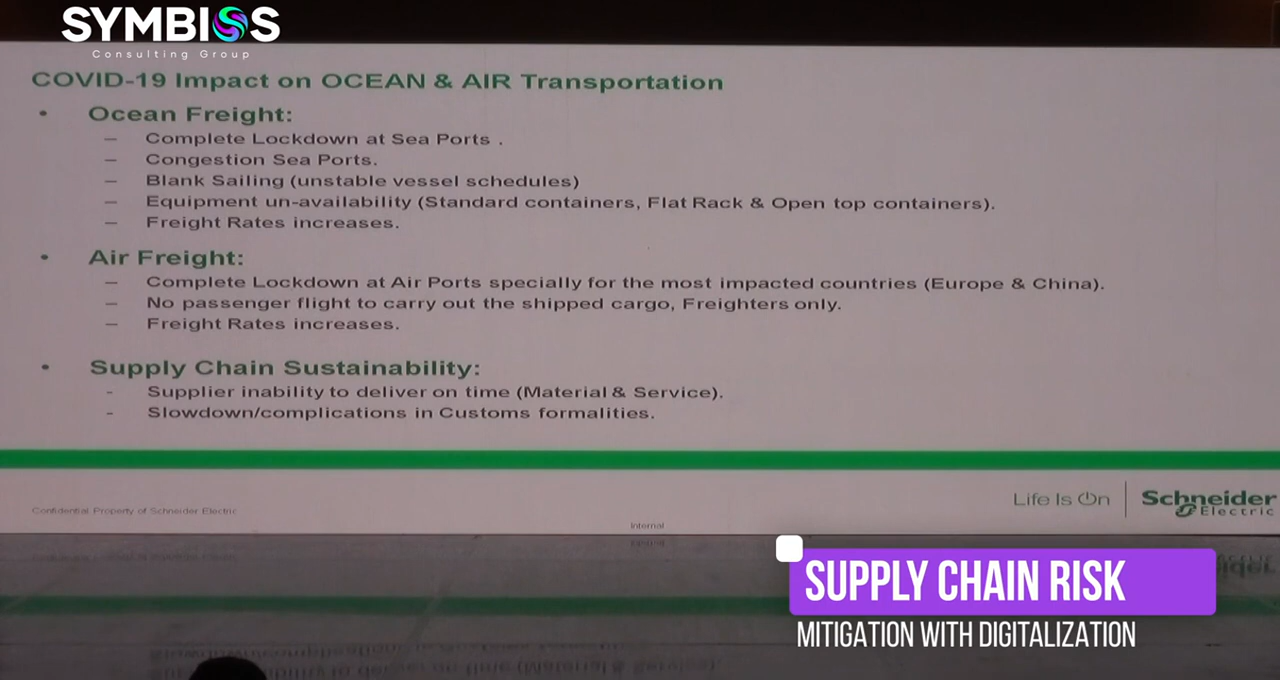 SYMBIOS
Consulting Group
COVID-19 Impact on OCEAN & AIR Transportation
• Ocean Freight:
– Complete Lockdown at Sea Ports .
– Congestion Sea Ports.
– Blank Sailing (unstable vessel schedules)
– Equipment un-availability (Standard containers, Flat Rack & Open top containers).
– Freight Rates increases.
• Air Freight:
– Complete Lockdown at Air Ports specially for the most impacted countries (Europe & China).
– No passenger flight to carry out the shipped cargo, Freighters only.
– Freight Rates increases.
• Supply Chain Sustainability:
- Supplier inability to deliver on time (Material & Service).
- Slowdown/complications in Customs formalities.
Life Is On
Schneider
Electric
Confidential Property of Schneider Electric
Internal
SUPPLY CHAIN RISK
MITIGATION WITH DIGITALIZATION